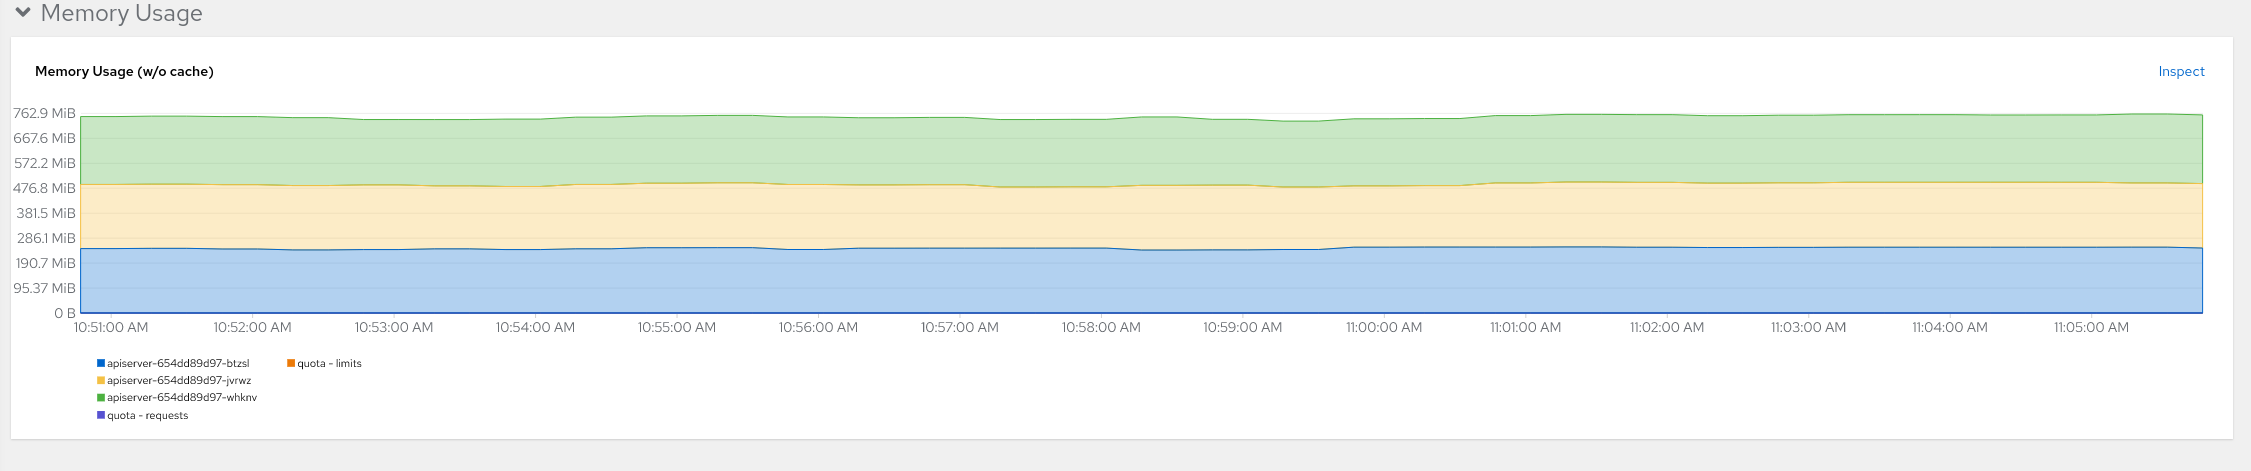 Memory Usage
Memory Usage (w/o cache)
Inspect
762.9 MiB
667.6 MiB
572.2 MiB
476.8 MiB
381.5 MiB
286.1 MiB
190.7 MiB
95.37 MiB
0 B
10:51:00 AM 10:52:00 AM 10:53:00 AM 10:54:00 AM 10:55:00 AM 10:56:00 AM 10:57:00 AM 10:58:00 AM 10:59:00 AM 11:00:00 AM 11:01:00 AM 11:02:00 AM 11:03:00 AM 11:04:00 AM 11:05:00 AM
apiserver-654dd89d97-btzsl quota - limits
apiserver-654dd89d97-jvrwz
apiserver-654dd89d97-whknv
quota - requests